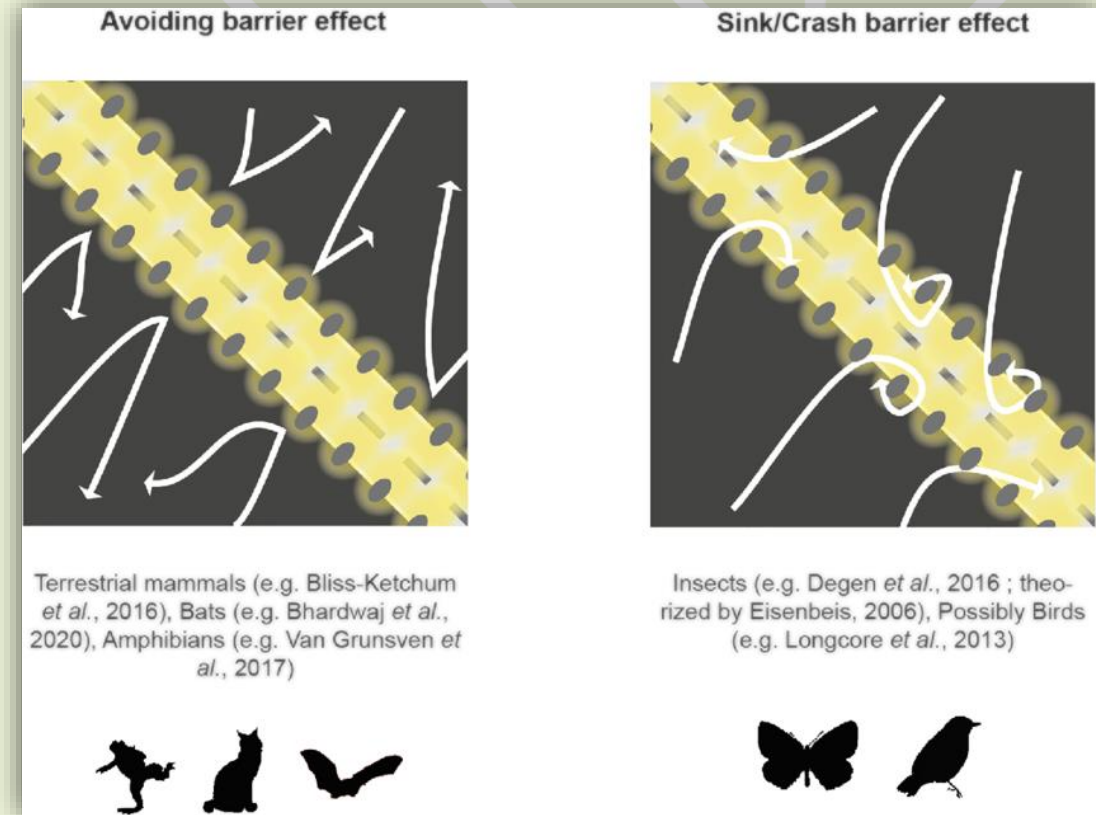 Avoiding barrier effect
Terrestrial mammals (e.g. Bliss-Ketchum
et al., 2016), Bats (e.g. Bhardwaj et al.,
2020), Amphibians (e.g. Van Grunsven et
al., 2017)
Sink/Crash barrier effect
Insects (e.g. Degen et al., 2016 ; theo-
rized by Eisenbeis, 2006), Possibly Birds
(e.g. Longcore et al., 2013)